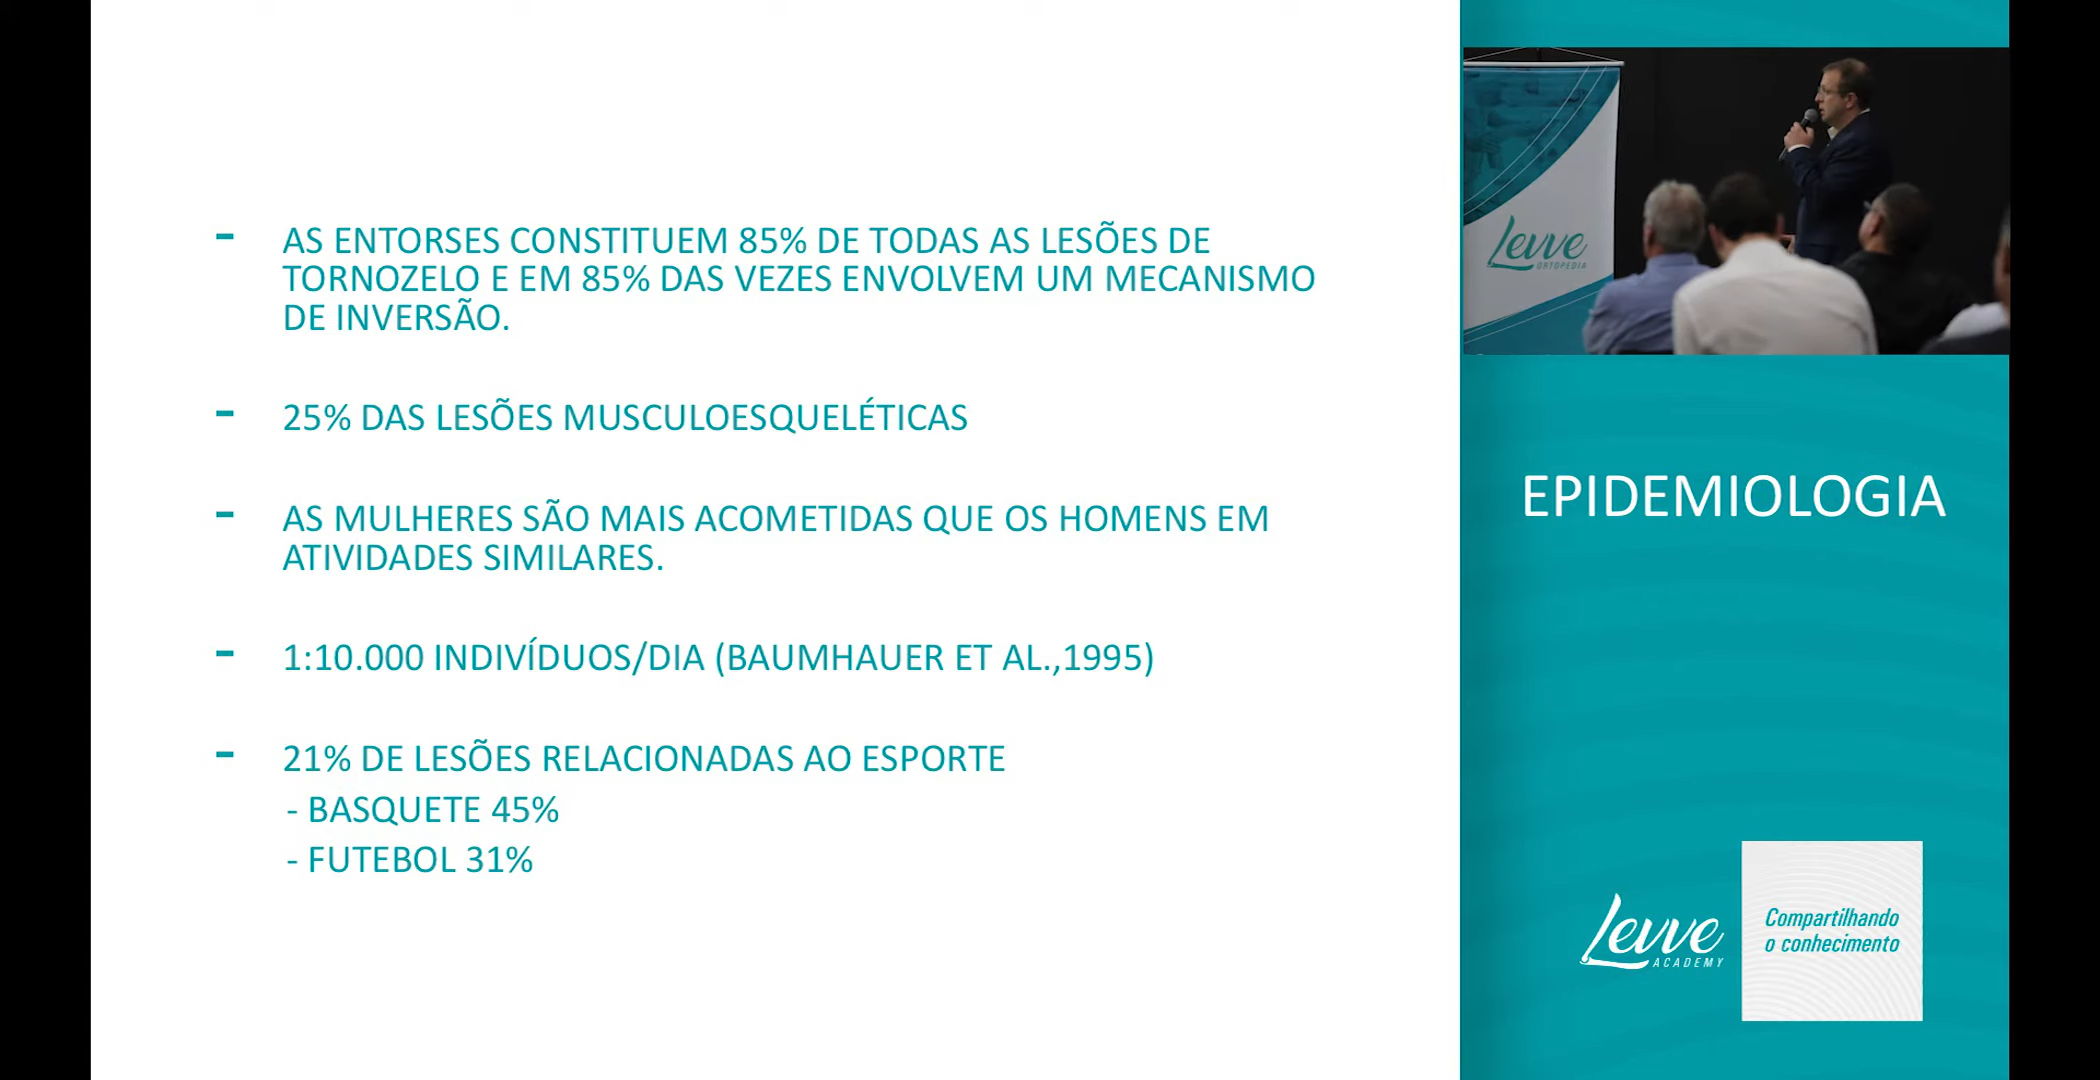 - AS ENTORSES CONSTITUEM 85% DE TODAS AS LESÕES DE
TORNOZELO E EM 85% DAS VEZES ENVOLVEM UM MECANISMO
DE INVERSÃO.
- 25% DAS LESÕES MUSCULOESQUELÉTICAS
- AS MULHERES SÃO MAIS ACOMETIDAS QUE OS HOMENS EM
ATIVIDADES SIMILARES.
- 1:10.000 INDIVÍDUOS/DIA (BAUMHAUER ET AL.,1995)
- 21% DE LESÕES RELACIONADAS AO ESPORTE
- BASQUETE 45%
- FUTEBOL 31%
Levve
ORTOPEDIA
EPIDEMIOLOGIA
Levve
ACADEMY
Compartilhando
o conhecimento